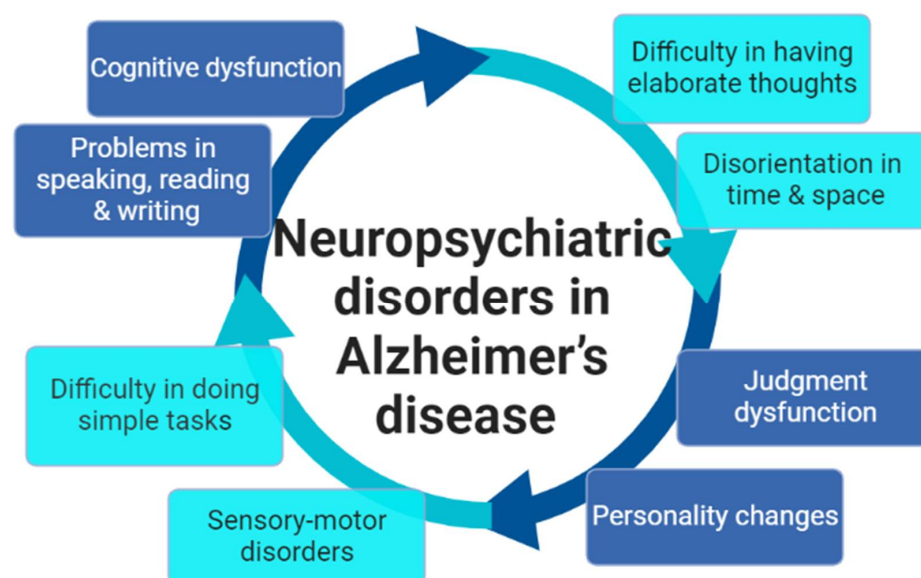 Cognitive dysfunction
Problems in
speaking, reading
& writing
Difficulty in doing
simple tasks
Sensory-motor
disorders
Neuropsychiatric
disorders in
Alzheimer’s
disease
Difficulty in having
elaborate thoughts
Disorientation in
time & space
Judgment
dysfunction
Personality changes